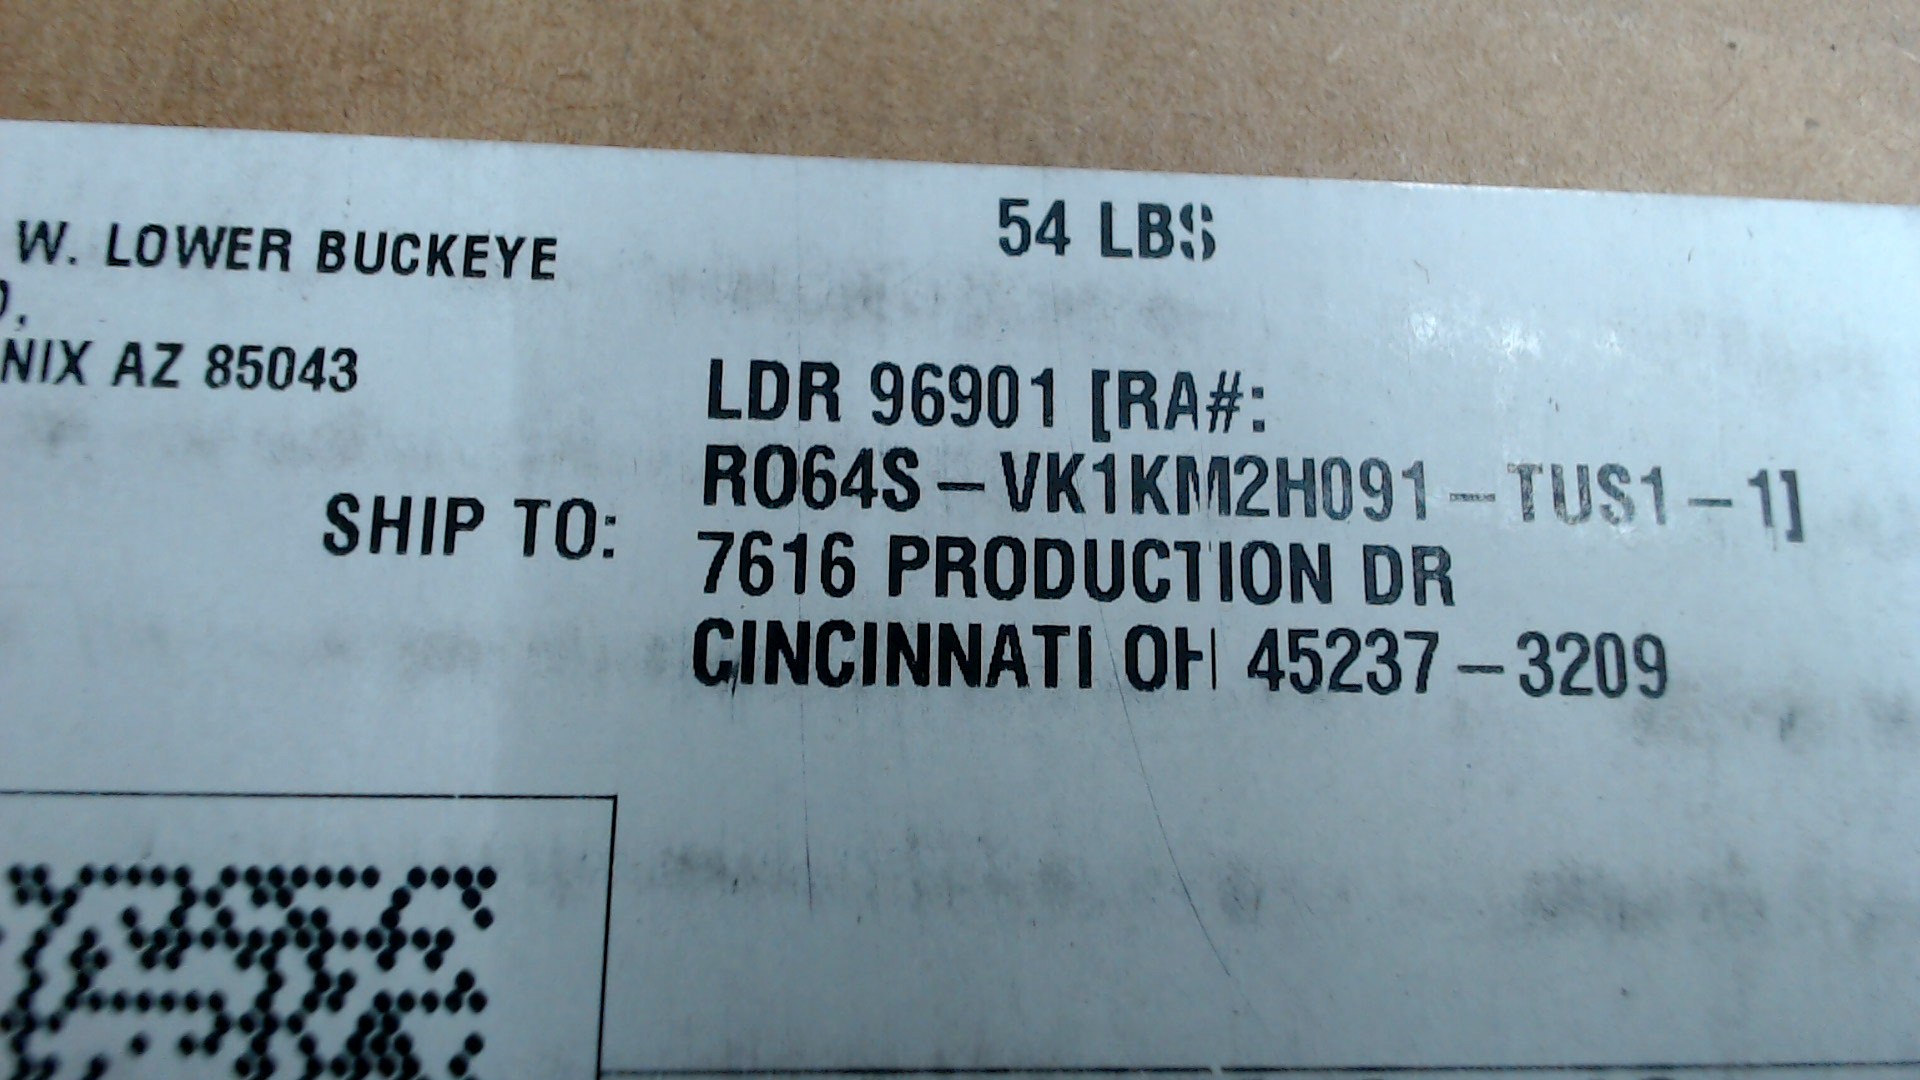 54 LBS
W. LOWER BUCKEYE
NIX AZ 85043
LDR 96901 [RA#:
RO64S-VK1KM2H091-TUS1-1]
SHIP TO:
7616 PRODUCTION DR
CINCINNATI OH 45237-3209